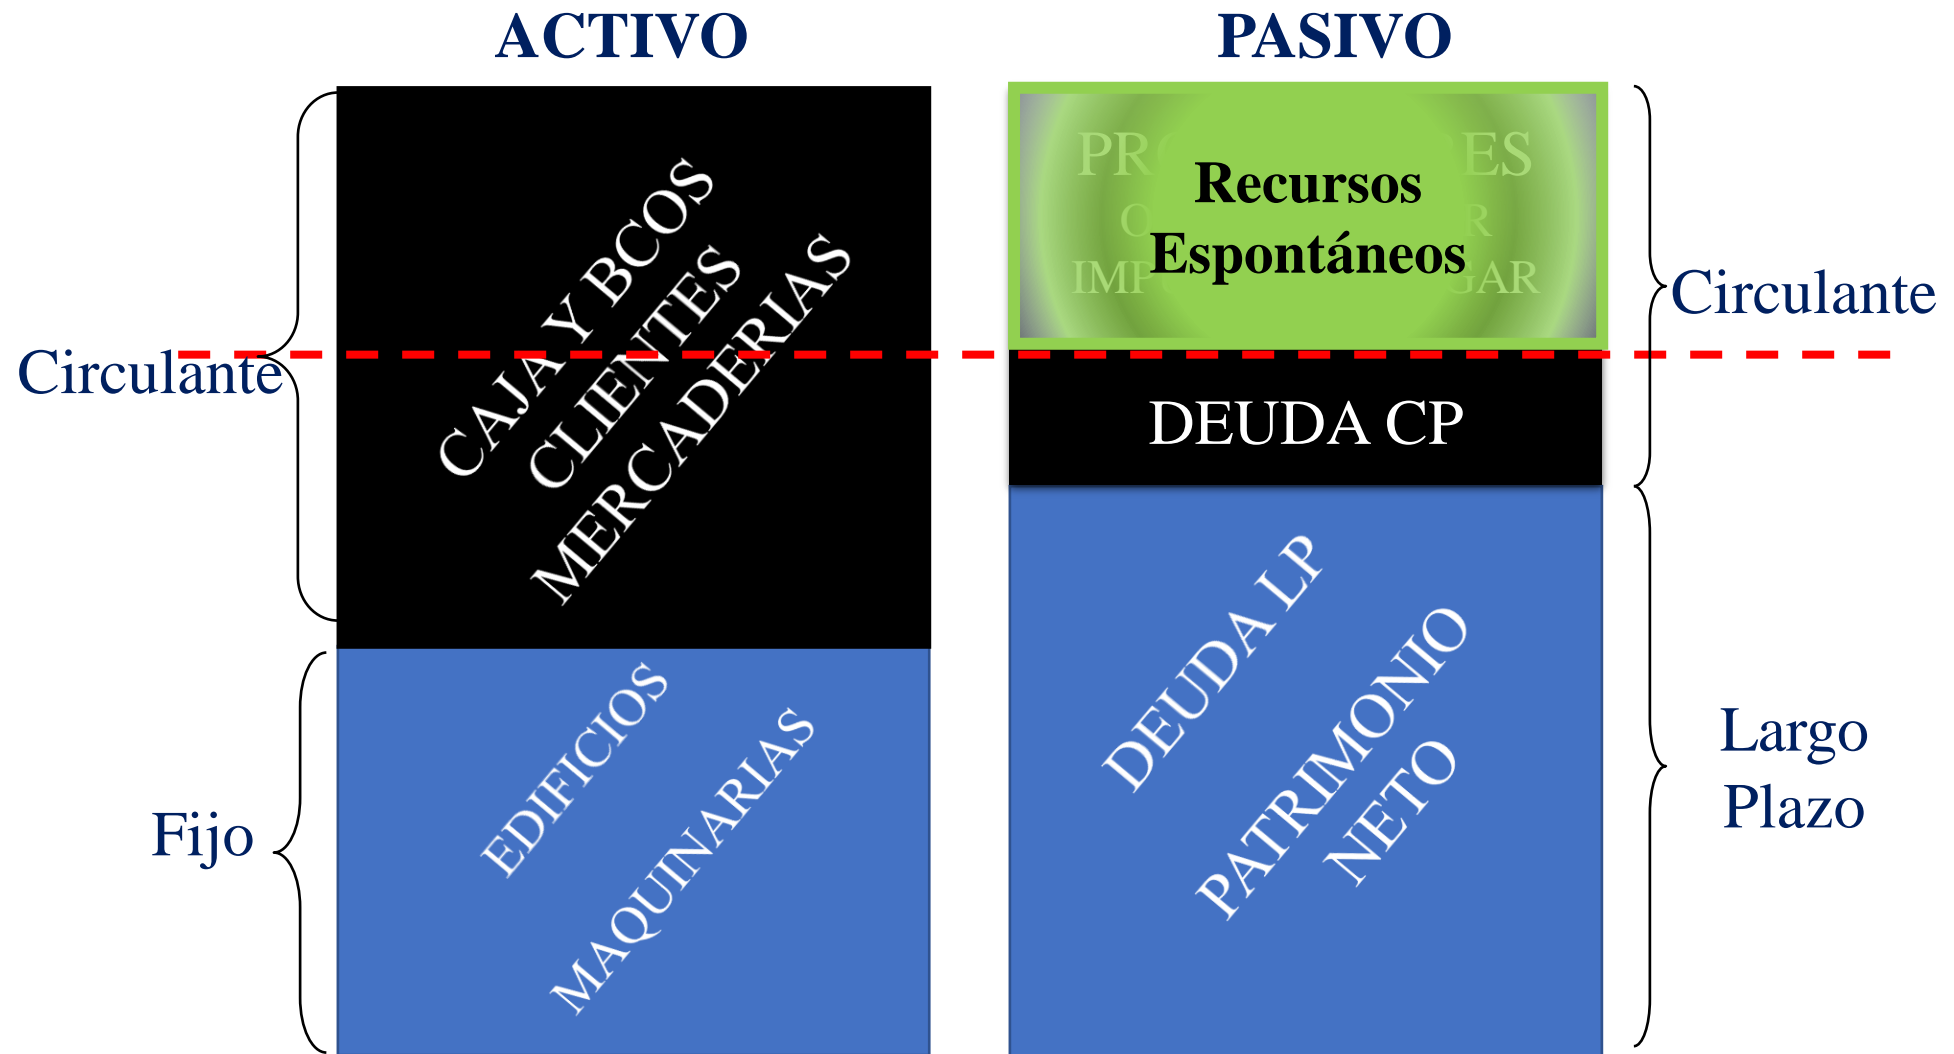 ACTIVO
PASIVO
CAJA Y BCOS
CLIENTES
MERCADERIAS
Circulante
EDIFICIOS
MAQUINARIAS
Fijo
Recursos
Espontáneos
DEUDA CP
Circulante
DEUDA LP
PATRIMONIO
NETO
Largo
Plazo